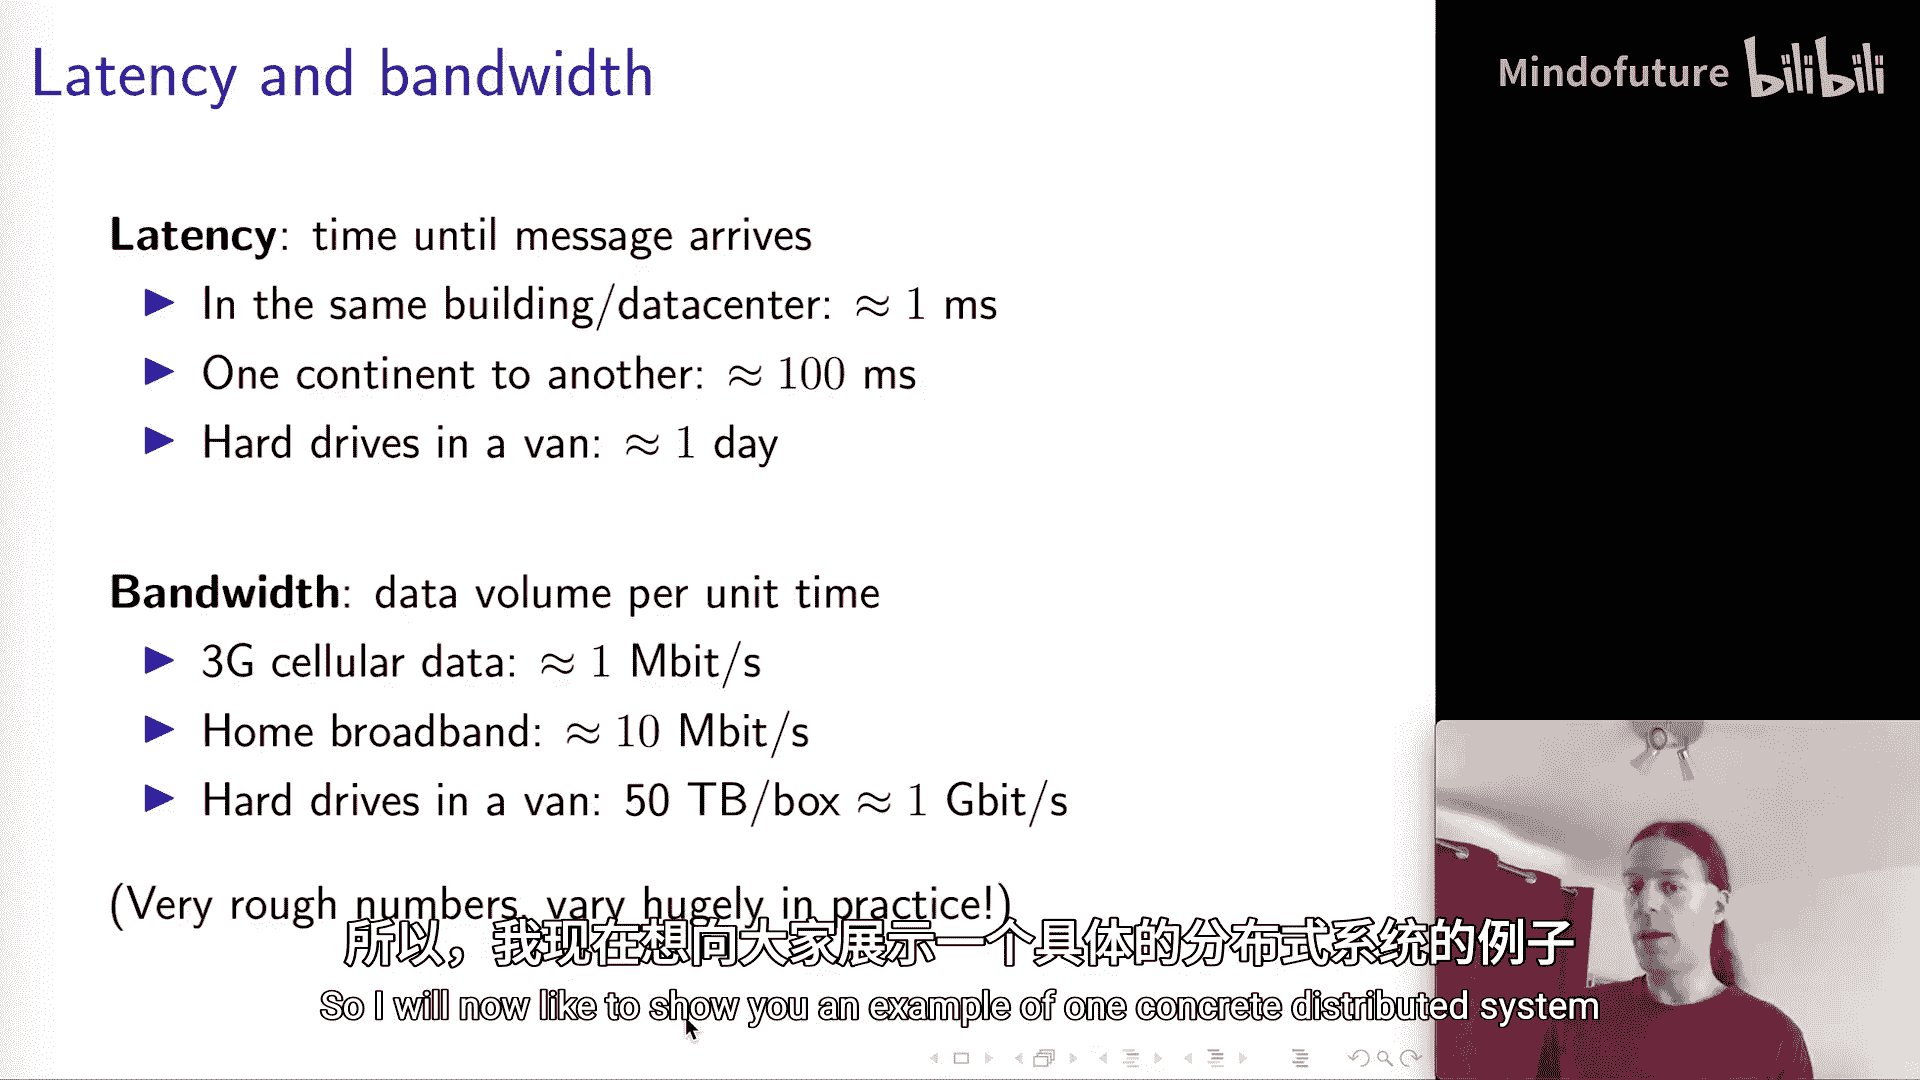 Latency and bandwidth
Mindofuture bilibili
Latency: time until message arrives
▶ In the same building/datacenter: ≈ 1 ms
▶ One continent to another: ≈ 100 ms
▶ Hard drives in a van: ≈ 1 day
Bandwidth: data volume per unit time
▶ 3G cellular data: ≈ 1 Mbit/s
▶ Home broadband: ≈ 10 Mbit/s
▶ Hard drives in a van: 50 TB/box ≈ 1 Gbit/s
(Very rough numbers, vary hugely in practice!)
所以，我现在想向大家展示一个具体的分布式系统的例子
So I will now like to show you an example of one concrete distributed system